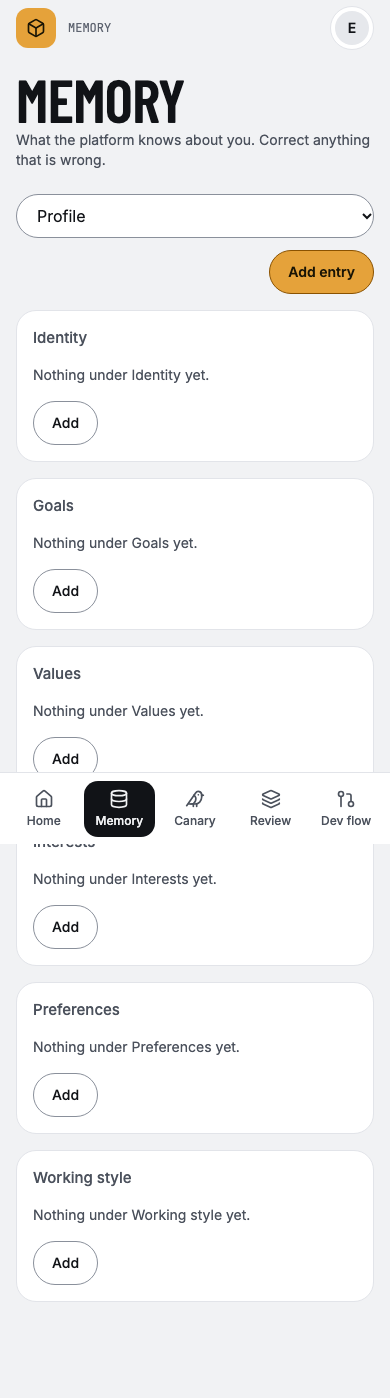 MEMORY
E
MEMORY
What the platform knows about you. Correct anything
that is wrong.
Profile
Add entry
Identity
Nothing under Identity yet.
Add
Goals
Nothing under Goals yet.
Add
Values
Nothing under Values yet.
Add
Home
Memory
Canary
Review
Dev flow
Interests
Nothing under Interests yet.
Add
Preferences
Nothing under Preferences yet.
Add
Working style
Nothing under Working style yet.
Add